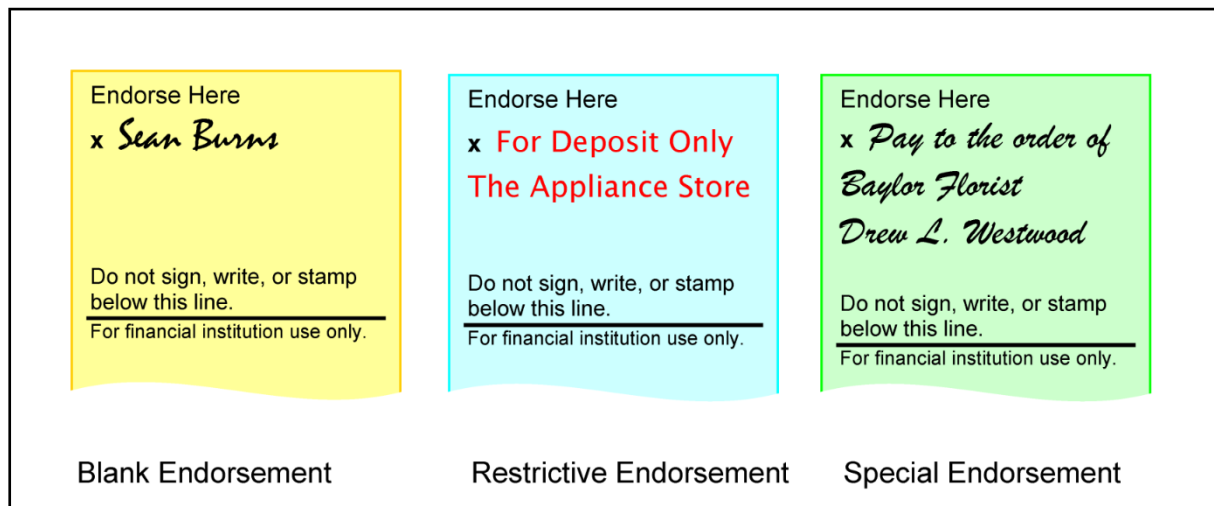 Endorse Here
x Sean Burns
Do not sign, write, or stamp
below this line.
For financial institution use only.
Blank Endorsement
Endorse Here
x For Deposit Only
The Appliance Store
Do not sign, write, or stamp
below this line.
For financial institution use only.
Restrictive Endorsement
Endorse Here
x Pay to the order of
Baylor Florist
Drew L. Westwood
Do not sign, write, or stamp
below this line.
For financial institution use only.
Special Endorsement